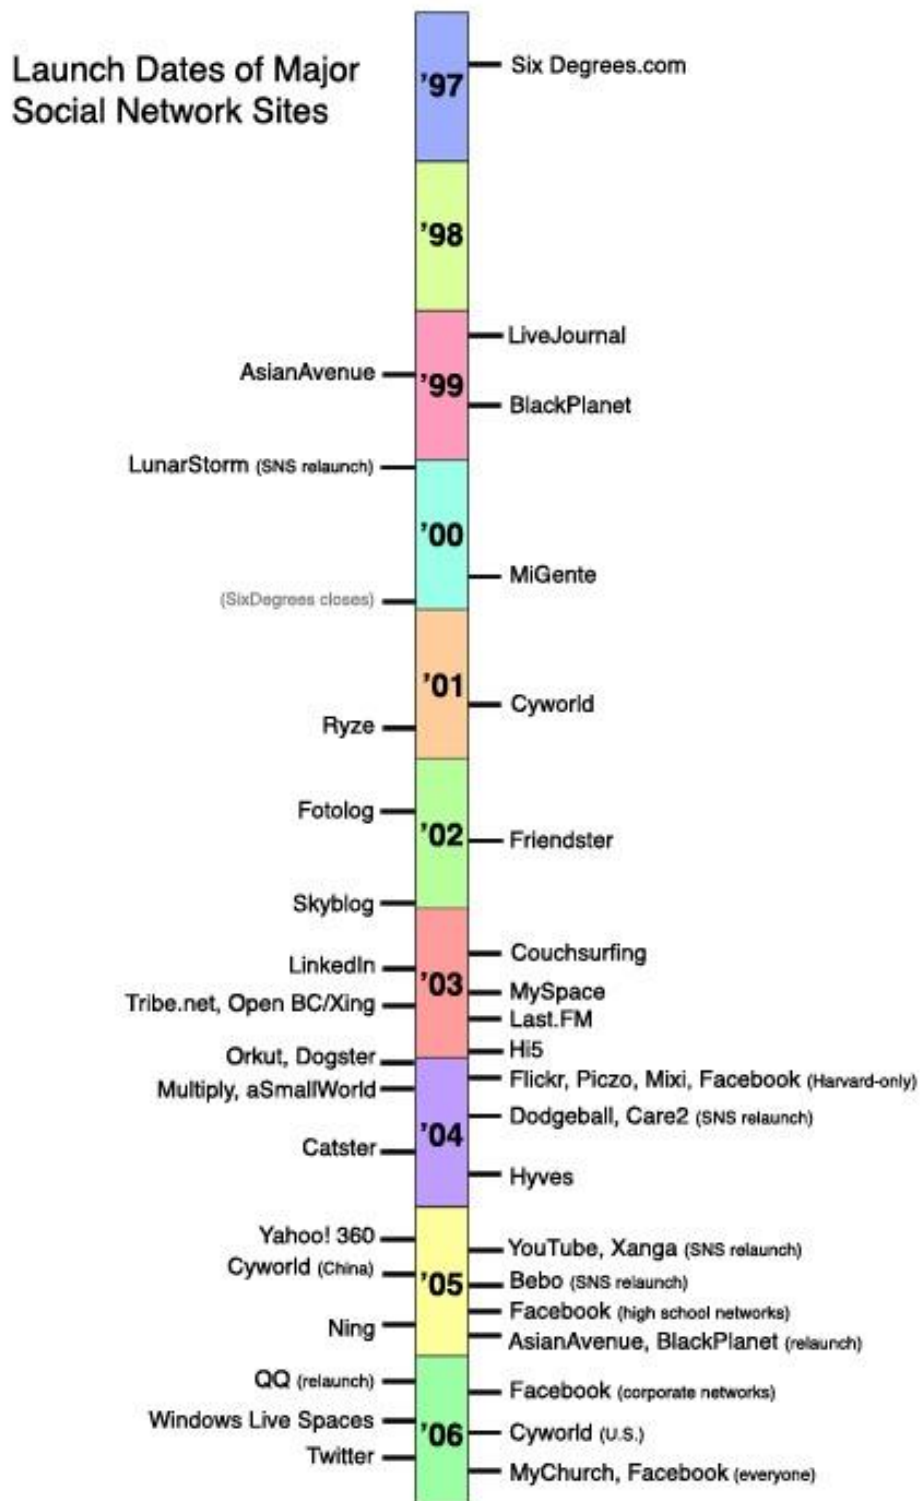 Launch Dates of Major
Social Network Sites
'97
Six Degrees.com
'98
LiveJournal
AsianAvenue
'99
BlackPlanet
LunarStorm (SNS relaunch)
'00
MiGente
(SixDegrees closes)
'01
Cyworld
Ryze
Fotolog
'02
Friendster
Skyblog
Couchsurfing
LinkedIn
'03
MySpace
Tribe.net, Open BC/Xing
Last.FM
Hi5
Orkut, Dogster
Flickr, Piczo, Mixi, Facebook (Harvard-only)
Multiply, aSmallWorld
Dodgeball, Care2 (SNS relaunch)
'04
Catster
Hyves
Yahoo! 360
YouTube, Xanga (SNS relaunch)
Cyworld (China)
'05
Bebo (SNS relaunch)
Facebook (high school networks)
Ning
AsianAvenue, BlackPlanet (relaunch)
QQ (relaunch)
Facebook (corporate networks)
Windows Live Spaces
'06
Cyworld (U.S.)
Twitter
MyChurch, Facebook (everyone)